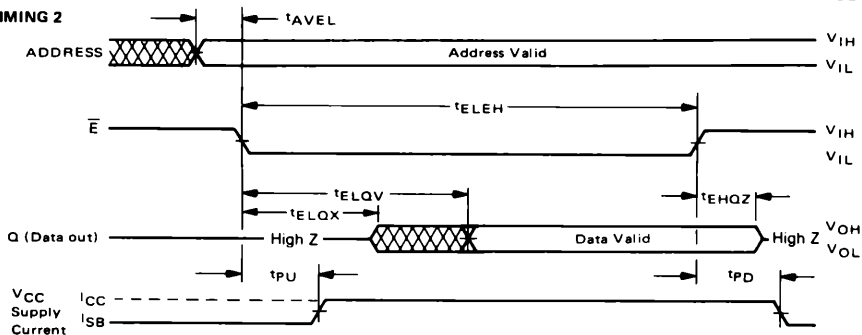 IMING 2
tAVEL
ADDRESS
Address Valid
VIH
VIL
tELEH
E
VIH
VIL
tELQV
tEHQZ
tELQX
Q (Data out)
High Z
Data Valid
High Z
VOH
VOL
tPU
tPD
VCC
Supply
Current
ICC
ISB